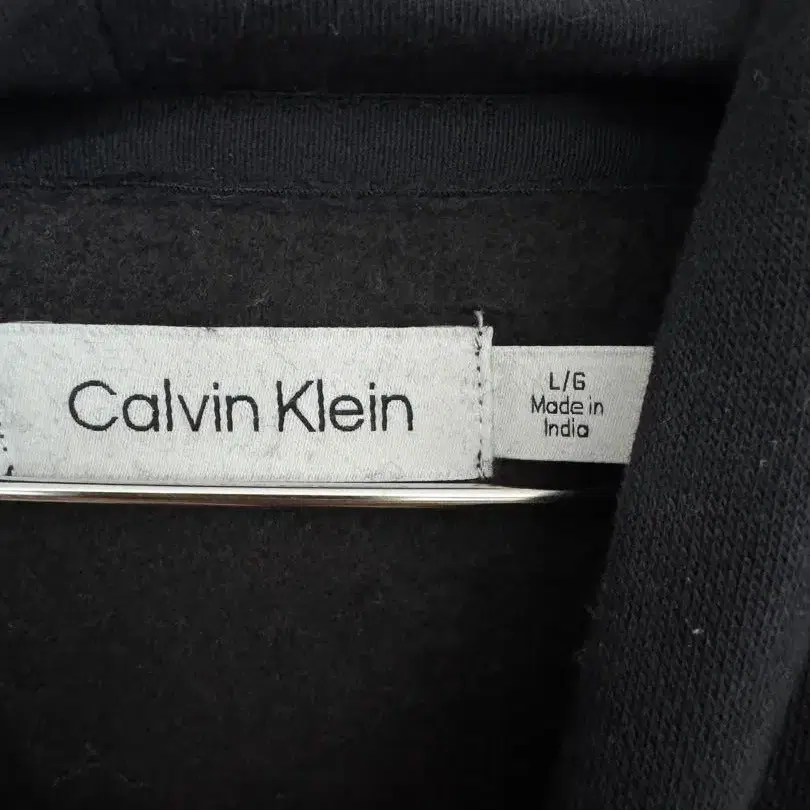 Calvin Klein
L/G
Made in
India